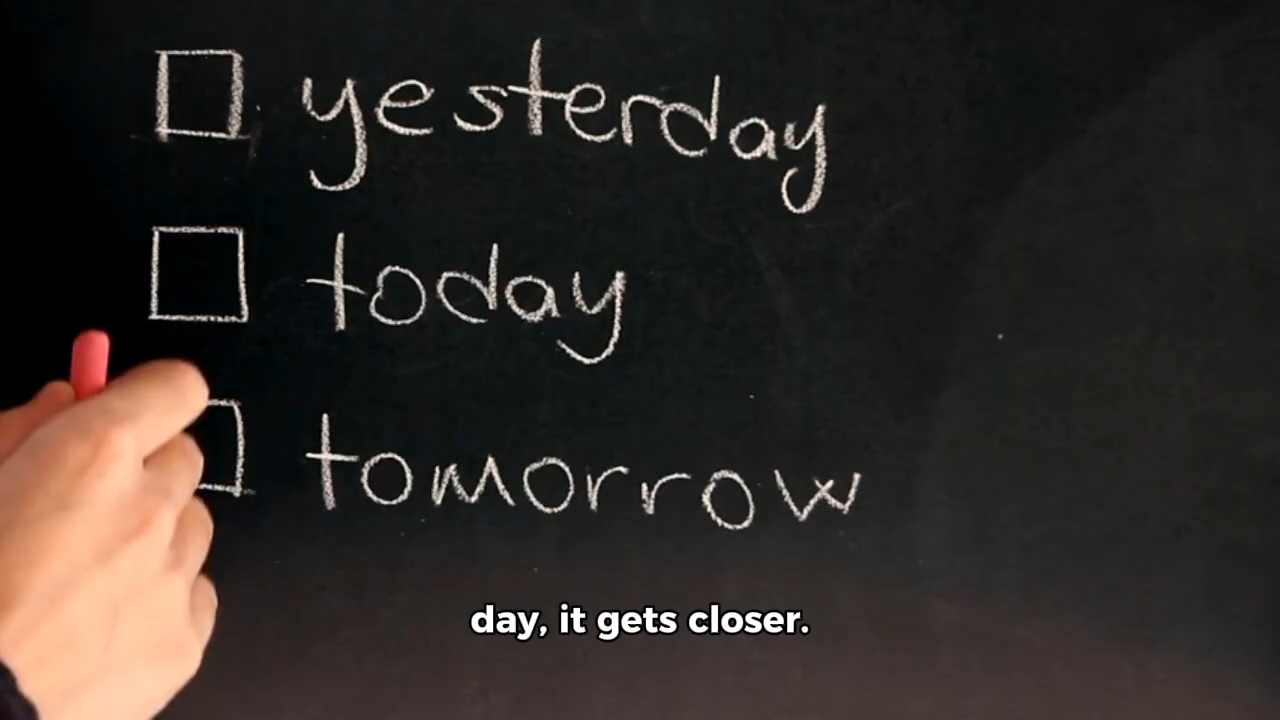 yesterday
today
tomorrow
day, it gets closer.